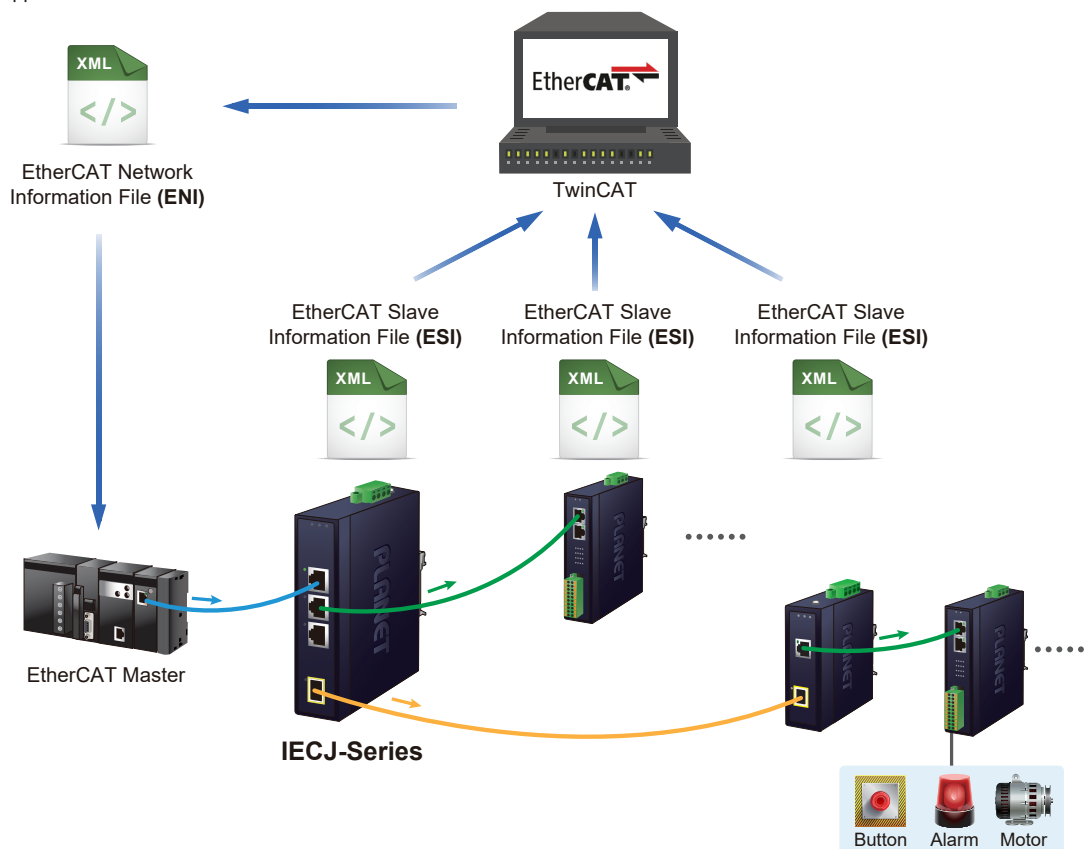 XML
</>
EtherCAT®
EtherCAT Network
Information File (ENI)
TwinCAT
EtherCAT Slave
Information File (ESI)
EtherCAT Slave
Information File (ESI)
EtherCAT Slave
Information File (ESI)
XML
</>
XML
</>
XML
</>
PLANET
PLANET
EtherCAT Master
PLANET
PLANET
IECJ-Series
Button
Alarm
Motor